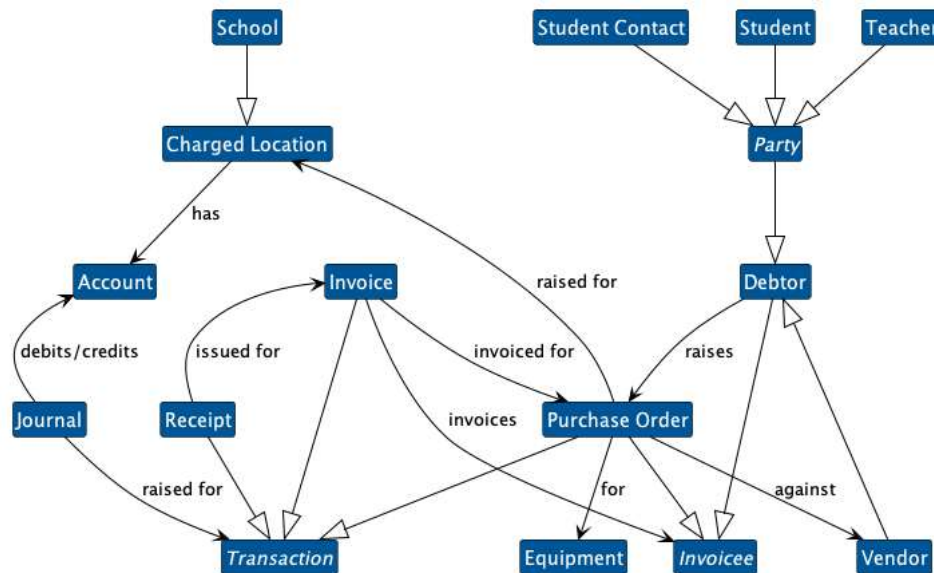 School
Student Contact
Student
Teacher
Charged Location
Party
has
Account
Invoice
raised for
Debtor
debits/credits
issued for
invoiced for
raises
Journal
Receipt
invoices
Purchase Order
raised for
for
against
Transaction
Equipment
Invoicee
Vendor